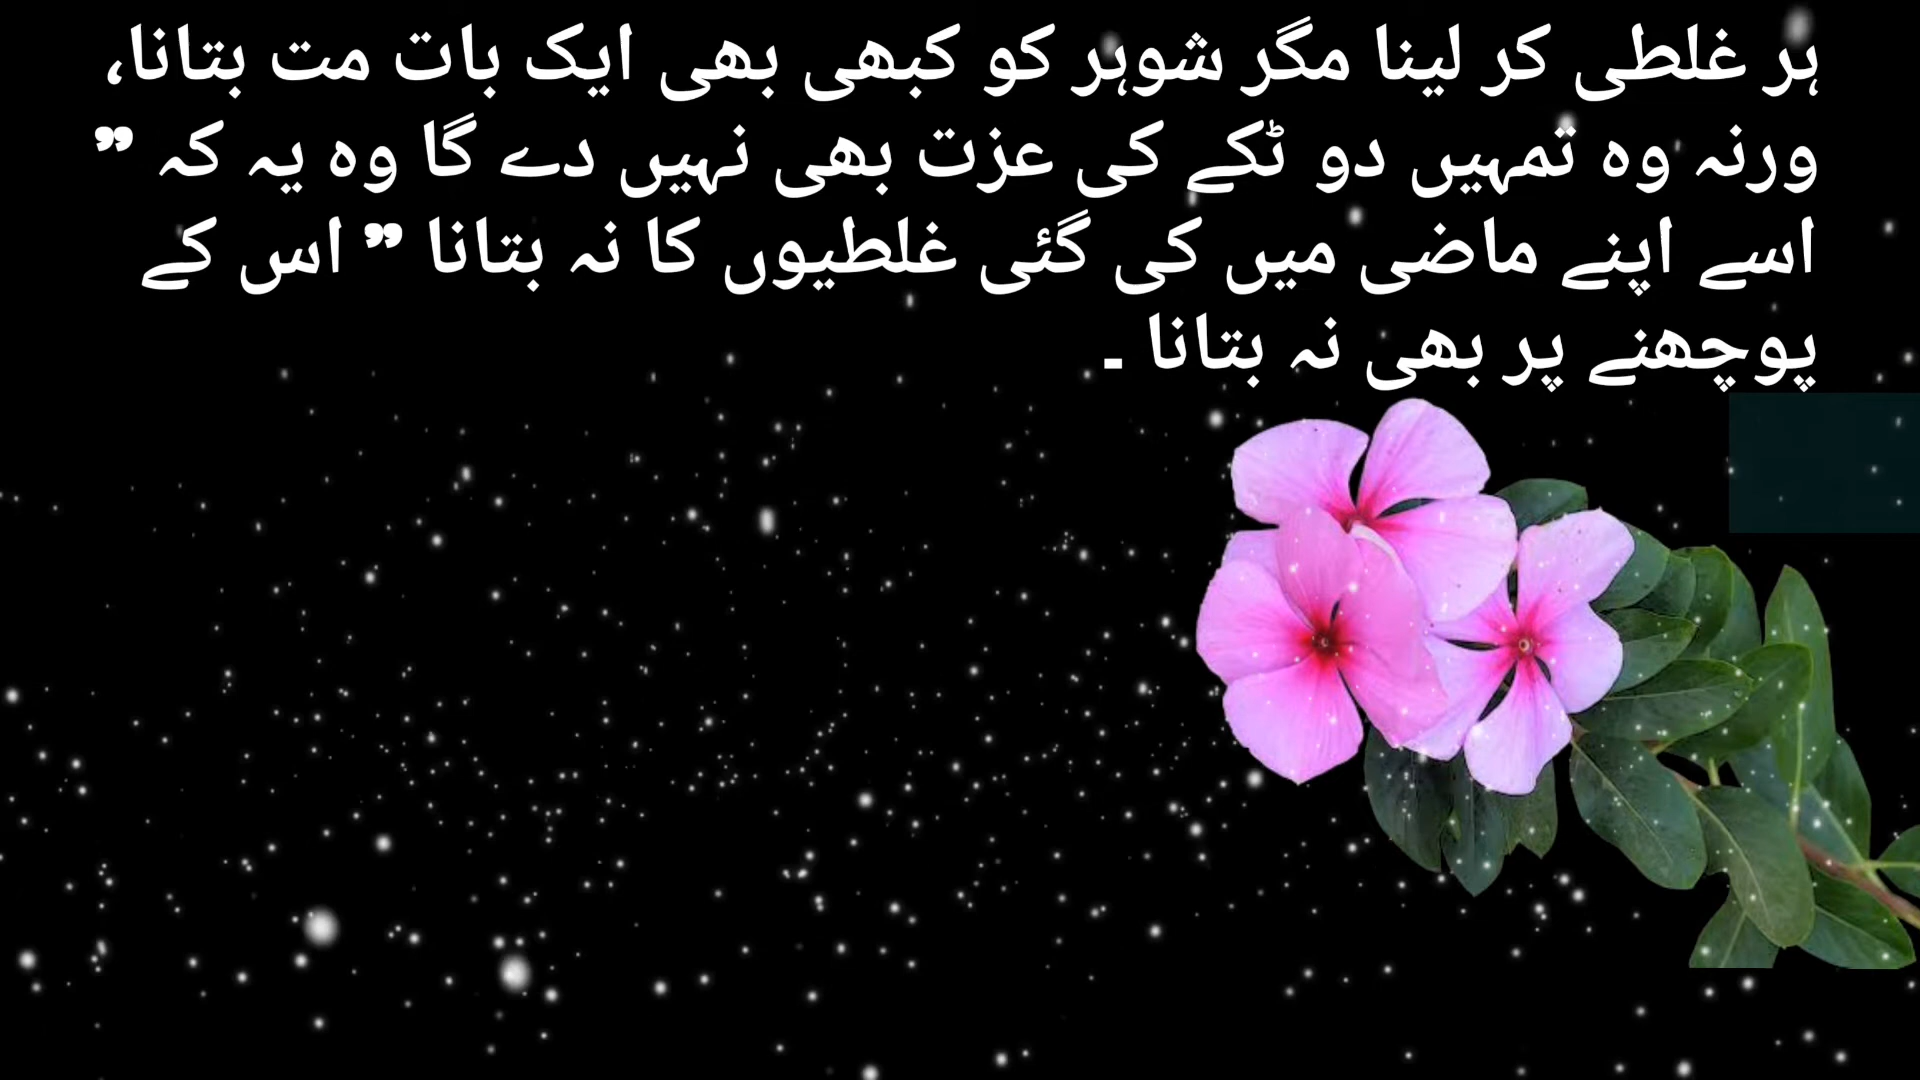 ہر غلطی کر لینا مگر شوہر کو کبھی بھی ایک بات مت بتانا،
ورنہ وہ تمہیں دو ٹکے کی عزت بھی نہیں دے گا وہ یہ کہ ”
اسے اپنے ماضی میں کی گئی غلطیوں کا نہ بتانا ” اس کے
پوچھنے پر بھی نہ بتانا ۔